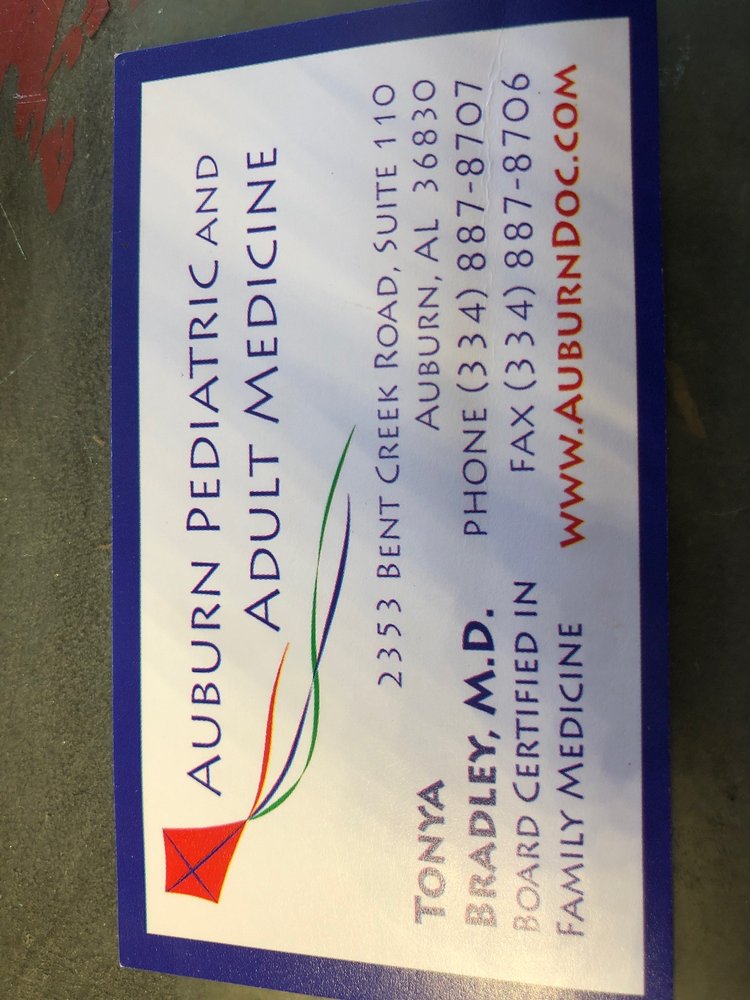 AUBURN PEDIATRIC AND
ADULT MEDICINE
2353 BENT CREEK ROAD, SUITE 110
AUBURN, AL 36830
PHONE (334) 887-8707
FAX (334) 887-8706
WWW.AUBURNDOC.COM
TONYA
BRADLEY, M.D.
BOARD CERTIFIED IN
FAMILY MEDICINE